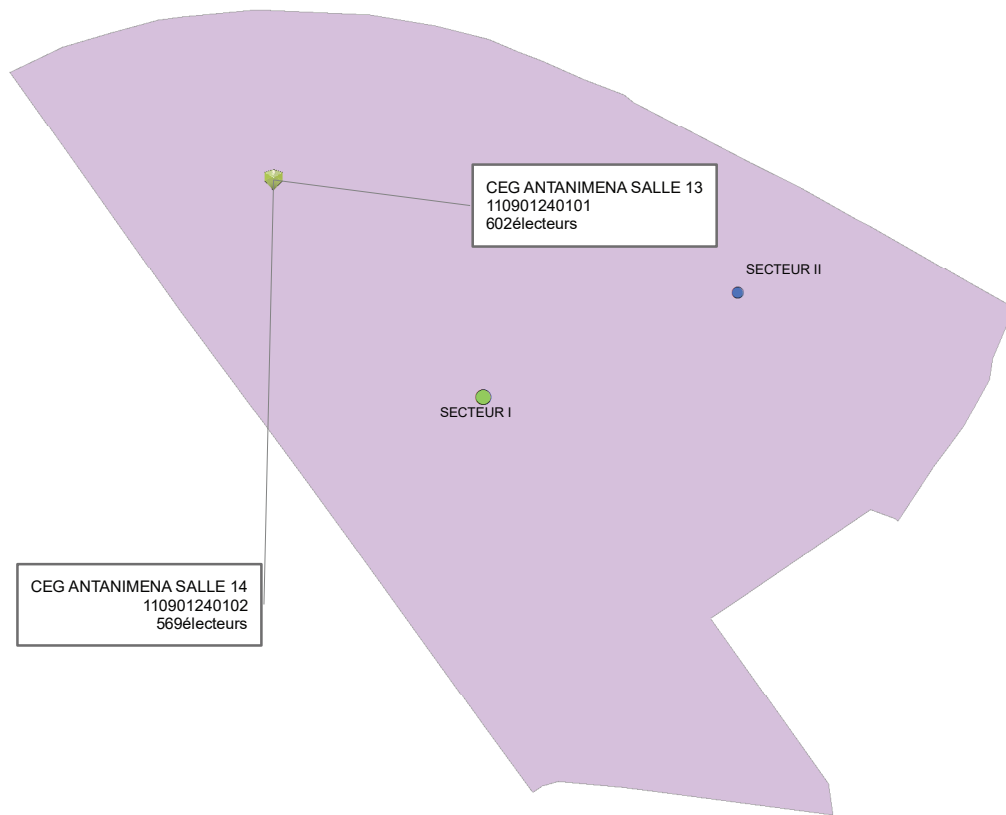 CEG ANTANIMENA SALLE 13
110901240101
602électeurs
SECTEUR II
SECTEUR I
CEG ANTANIMENA SALLE 14
110901240102
569électeurs